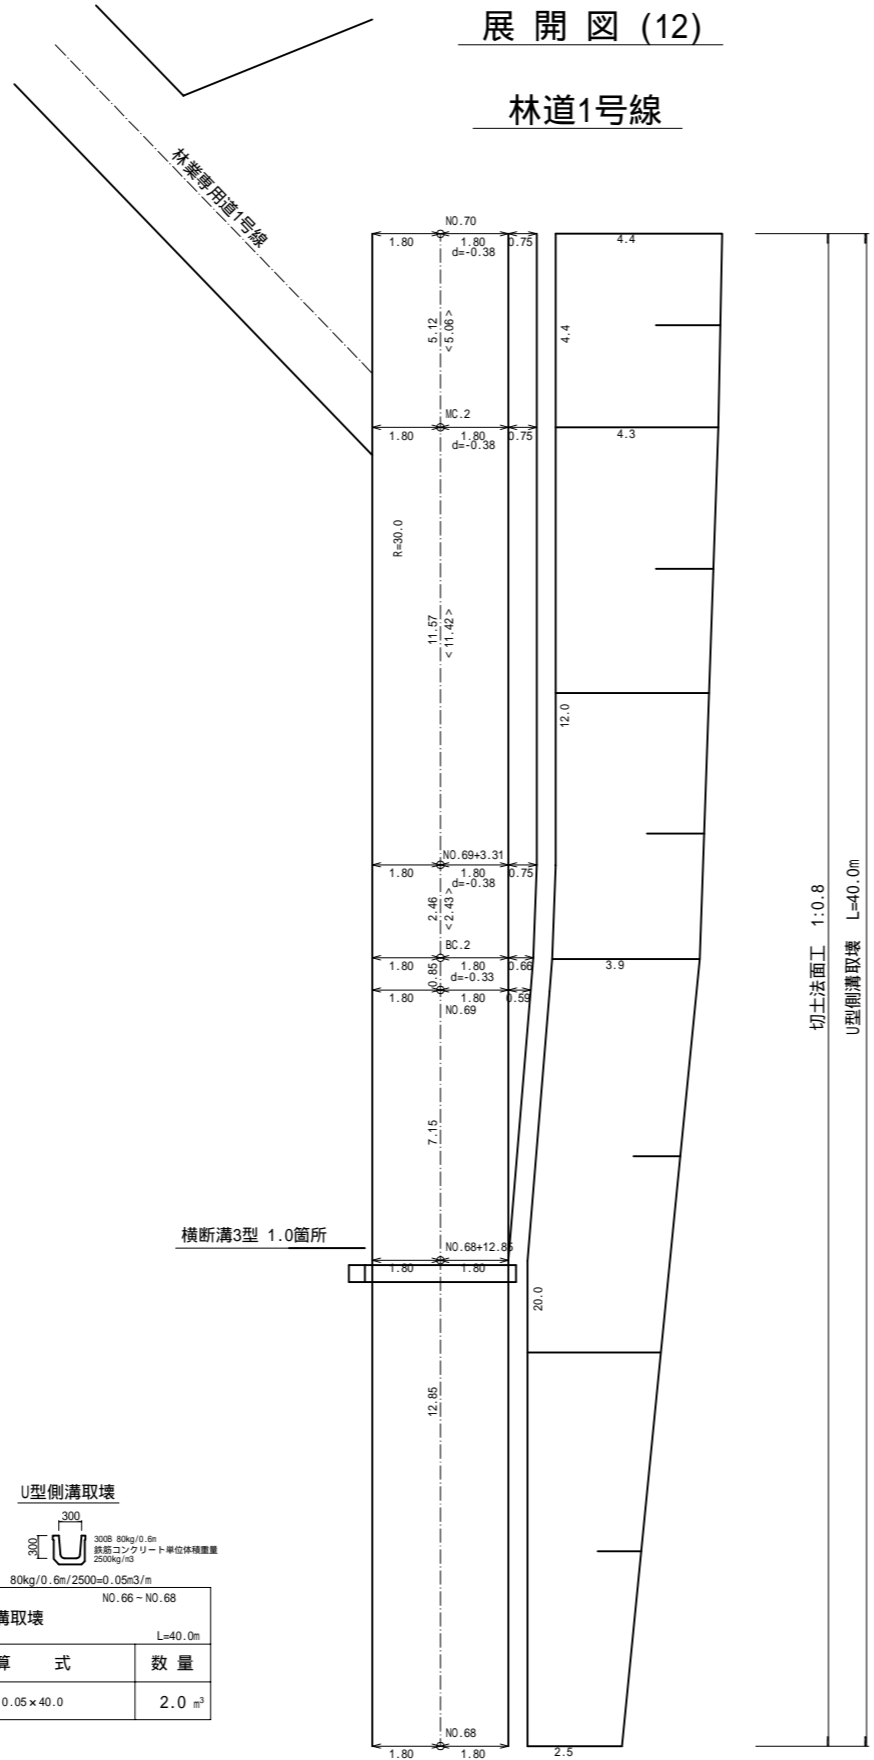 展 開 図 (12)
林道1号線
林業専用道1号線
NO.70
1.80 1.80 0.75 4.4
d=-0.38
5.12
<5.06>
4.4
MC.2
1.80 1.80 0.75 4.3
d=-0.38
R=30.0
11.57
<11.42>
12.0
NO.69+3.31
1.80 1.80 0.75
d=-0.38
2.46
<2.43>
BC.2
1.80 1.80 0.66 3.9
0.85 d=-0.33
1.80 1.80 0.59
NO.69
切土法面工 1:0.8
U型側溝取壊 L=40.0m
7.15
横断溝3型 1.0箇所
NO.68+12.85
1.80 1.80
20.0
12.85
U型側溝取壊
300
300
300B 80kg/0.6m
鉄筋コンクリート単位体積重量
2500kg/m3
80kg/0.6m/2500=0.05m3/m
NO.66~NO.68
溝取壊
L=40.0m
算 式 数 量
0.05×40.0 2.0 m³
NO.68
1.80 1.80 2.5